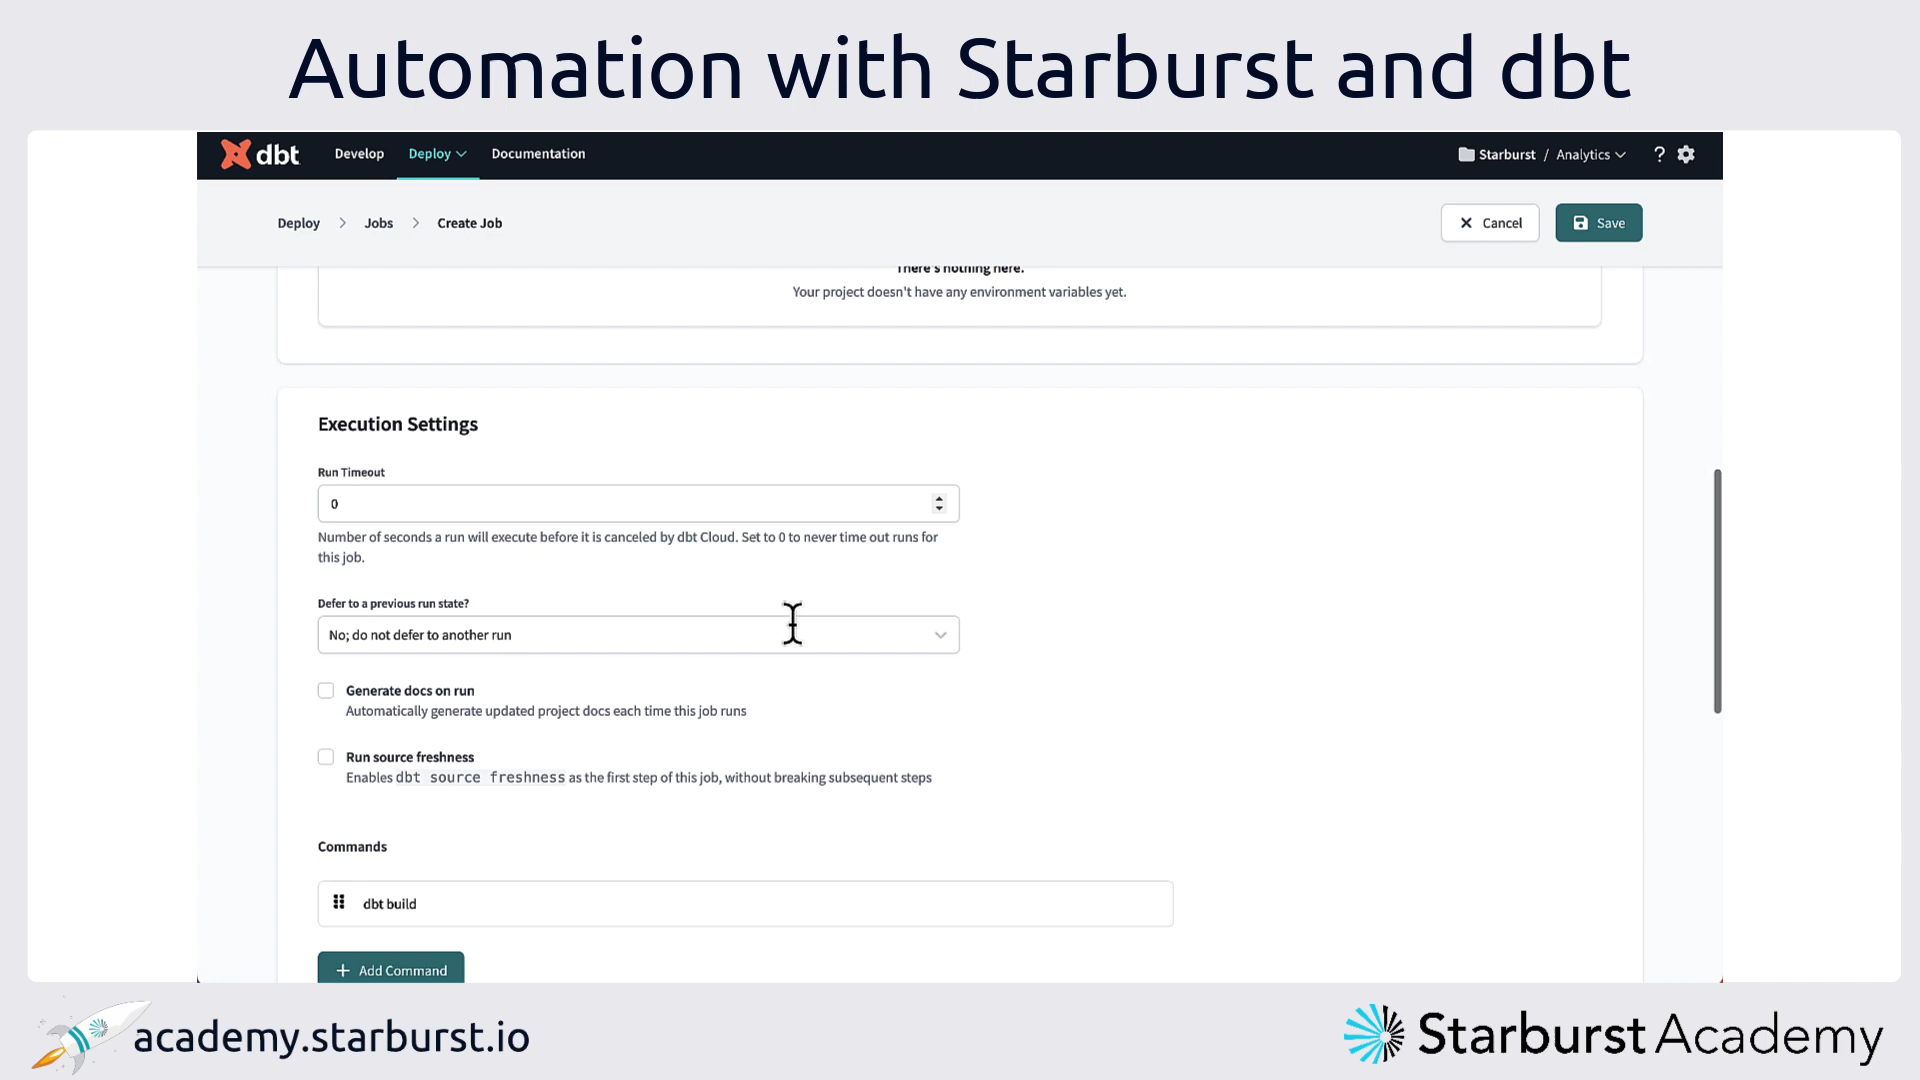 Automation with Starburst and dbt
dbt Develop Deploy Documentation Starburst / Analytics ?
Deploy > Jobs > Create Job Cancel Save
There's nothing here.
Your project doesn't have any environment variables yet.
Execution Settings
Run Timeout
0
Number of seconds a run will execute before it is canceled by dbt Cloud. Set to 0 to never time out runs for
this job.
Defer to a previous run state?
No; do not defer to another run
Generate docs on run
Automatically generate updated project docs each time this job runs
Run source freshness
Enables dbt source freshness as the first step of this job, without breaking subsequent steps
Commands
dbt build
+ Add Command
academy.starburst.io Starburst Academy